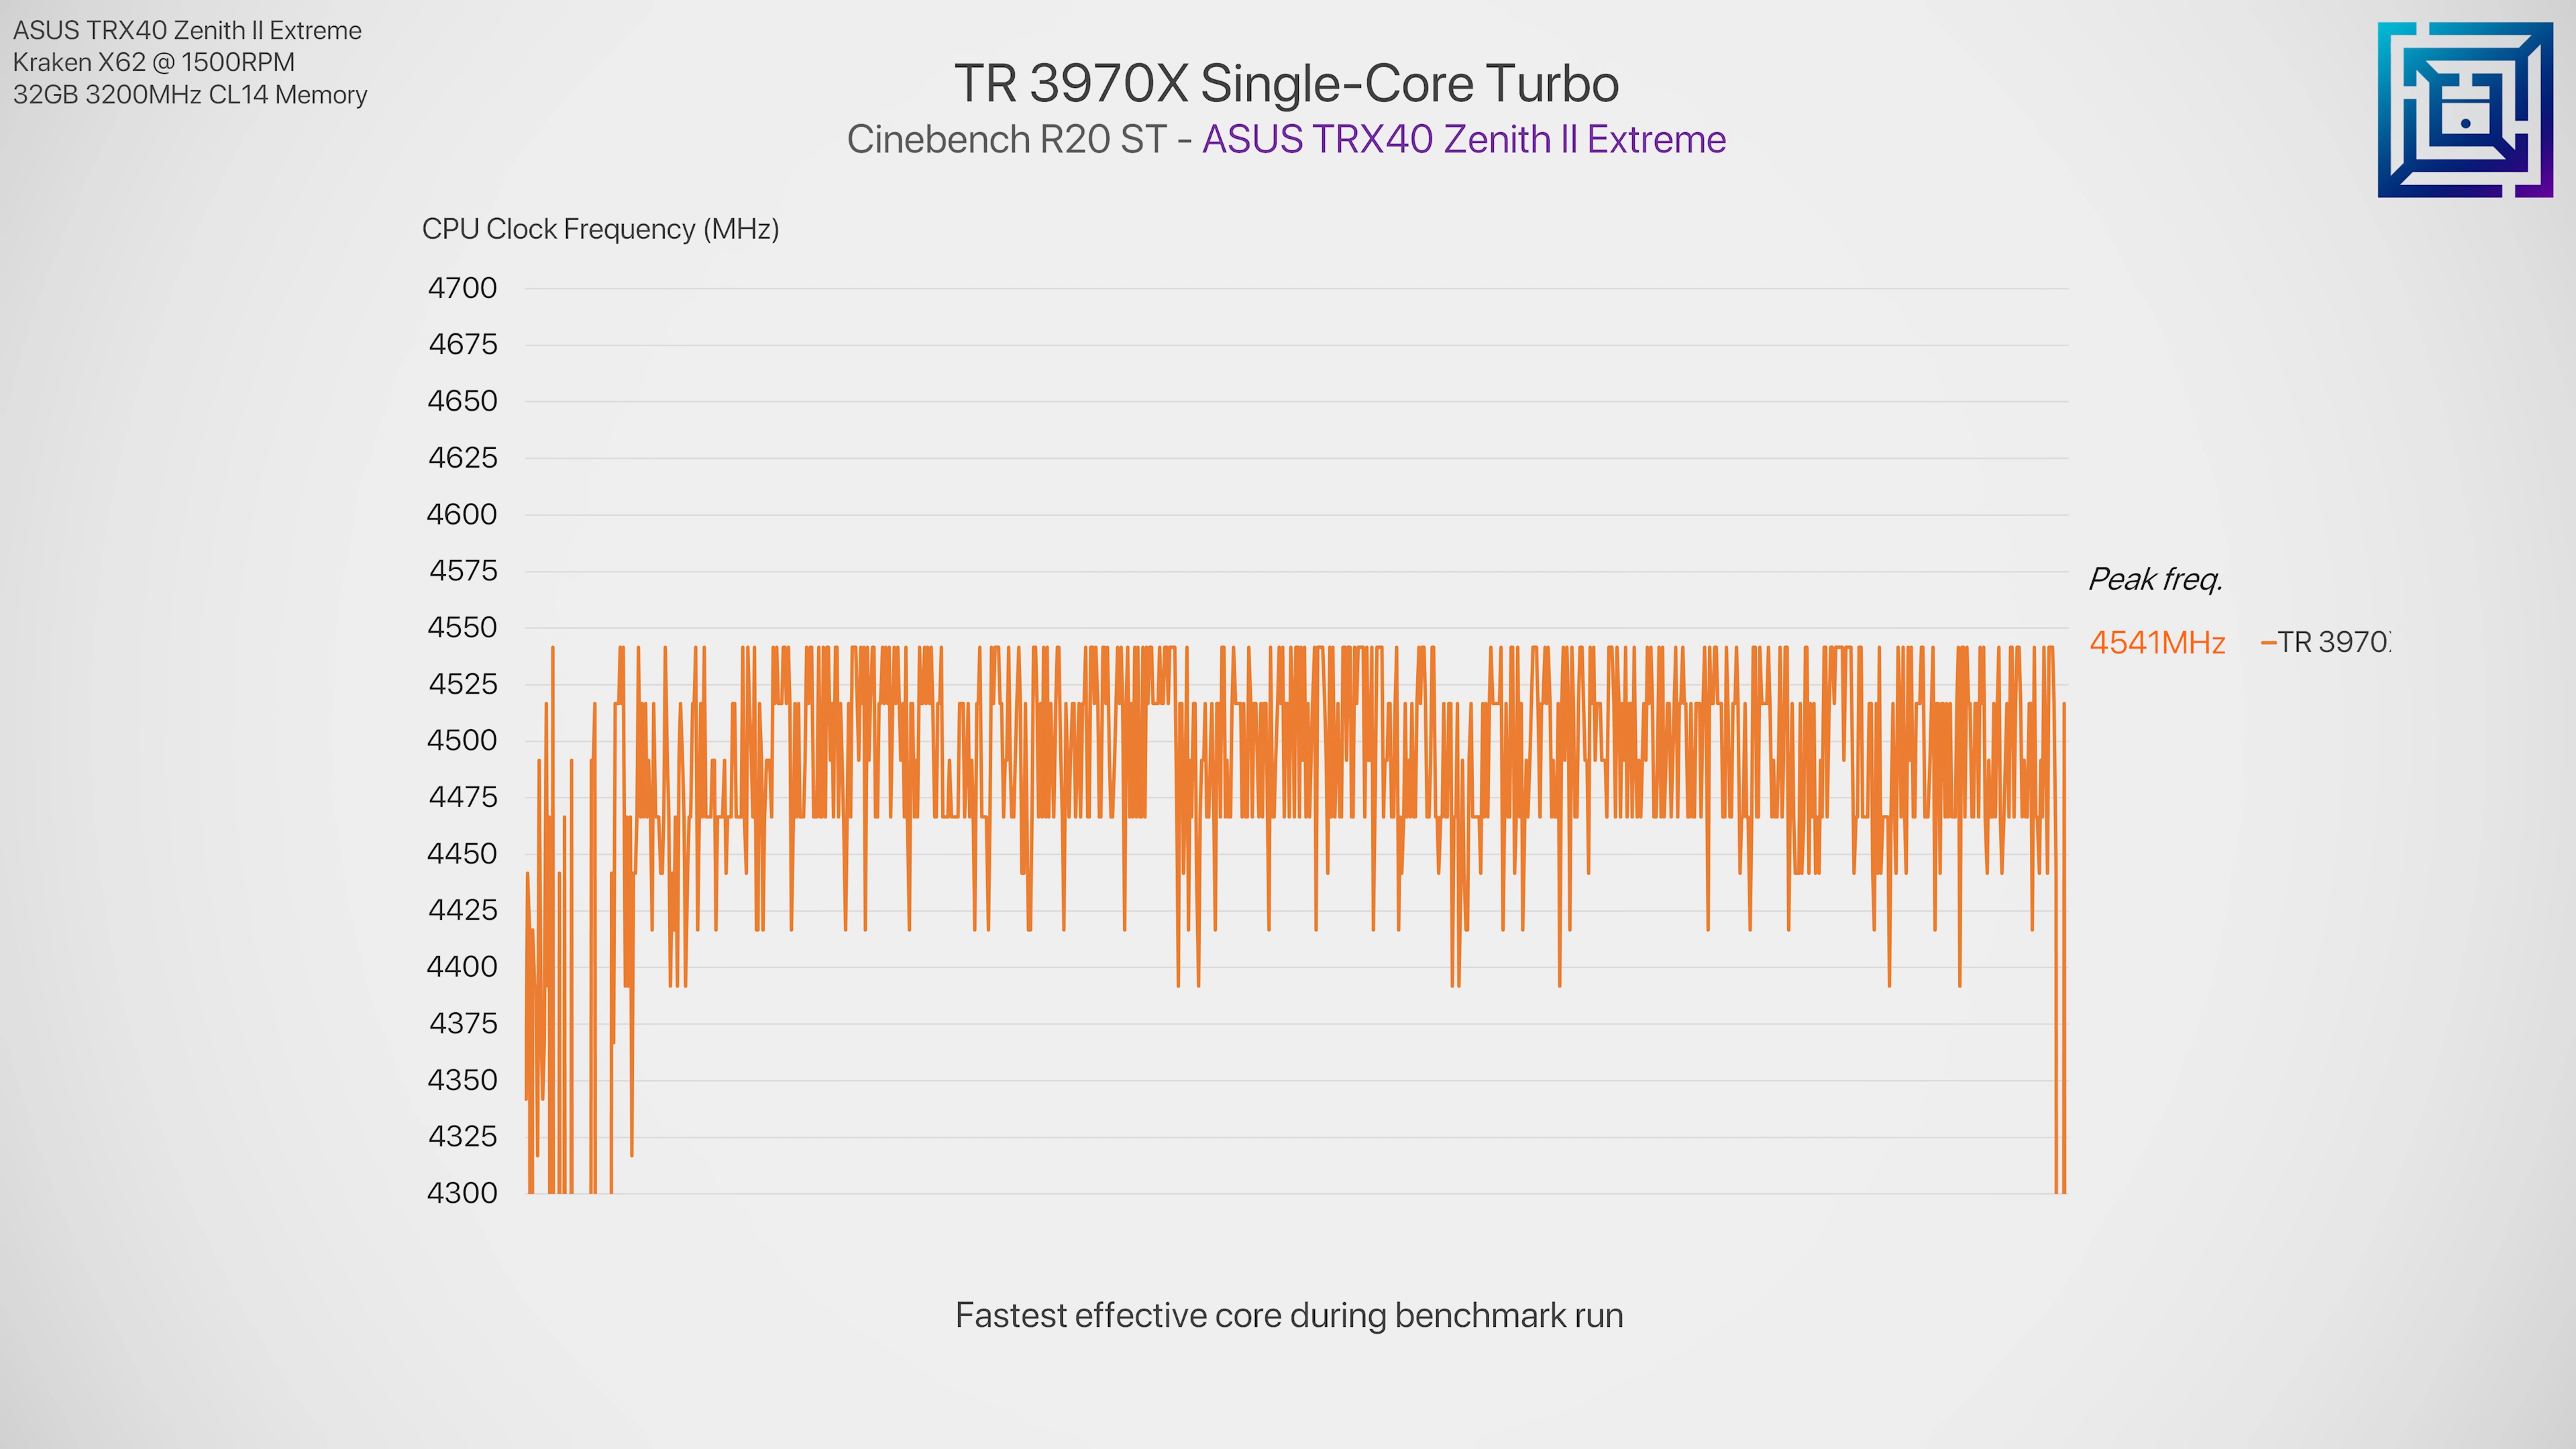 ASUS TRX40 Zenith II Extreme
Kraken X62 @ 1500RPM
32GB 3200MHz CL14 Memory
TR 3970X Single-Core Turbo
Cinebench R20 ST - ASUS TRX40 Zenith II Extreme
CPU Clock Frequency (MHz)
4700
4675
4650
4625
4600
4575
4550
4525
4500
4475
4450
4425
4400
4375
4350
4325
4300
Peak freq.
4541MHz TR 3970
Fastest effective core during benchmark run